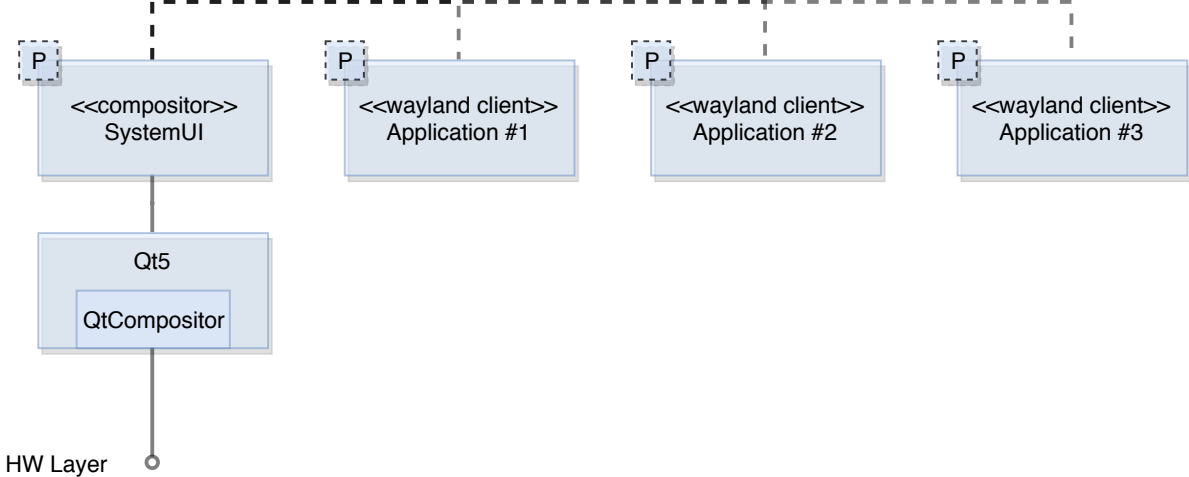 P
<<compositor>>
SystemUI
P
<<wayland client>>
Application #1
P
<<wayland client>>
Application #2
P
<<wayland client>>
Application #3
Qt5
QtCompositor
HW Layer